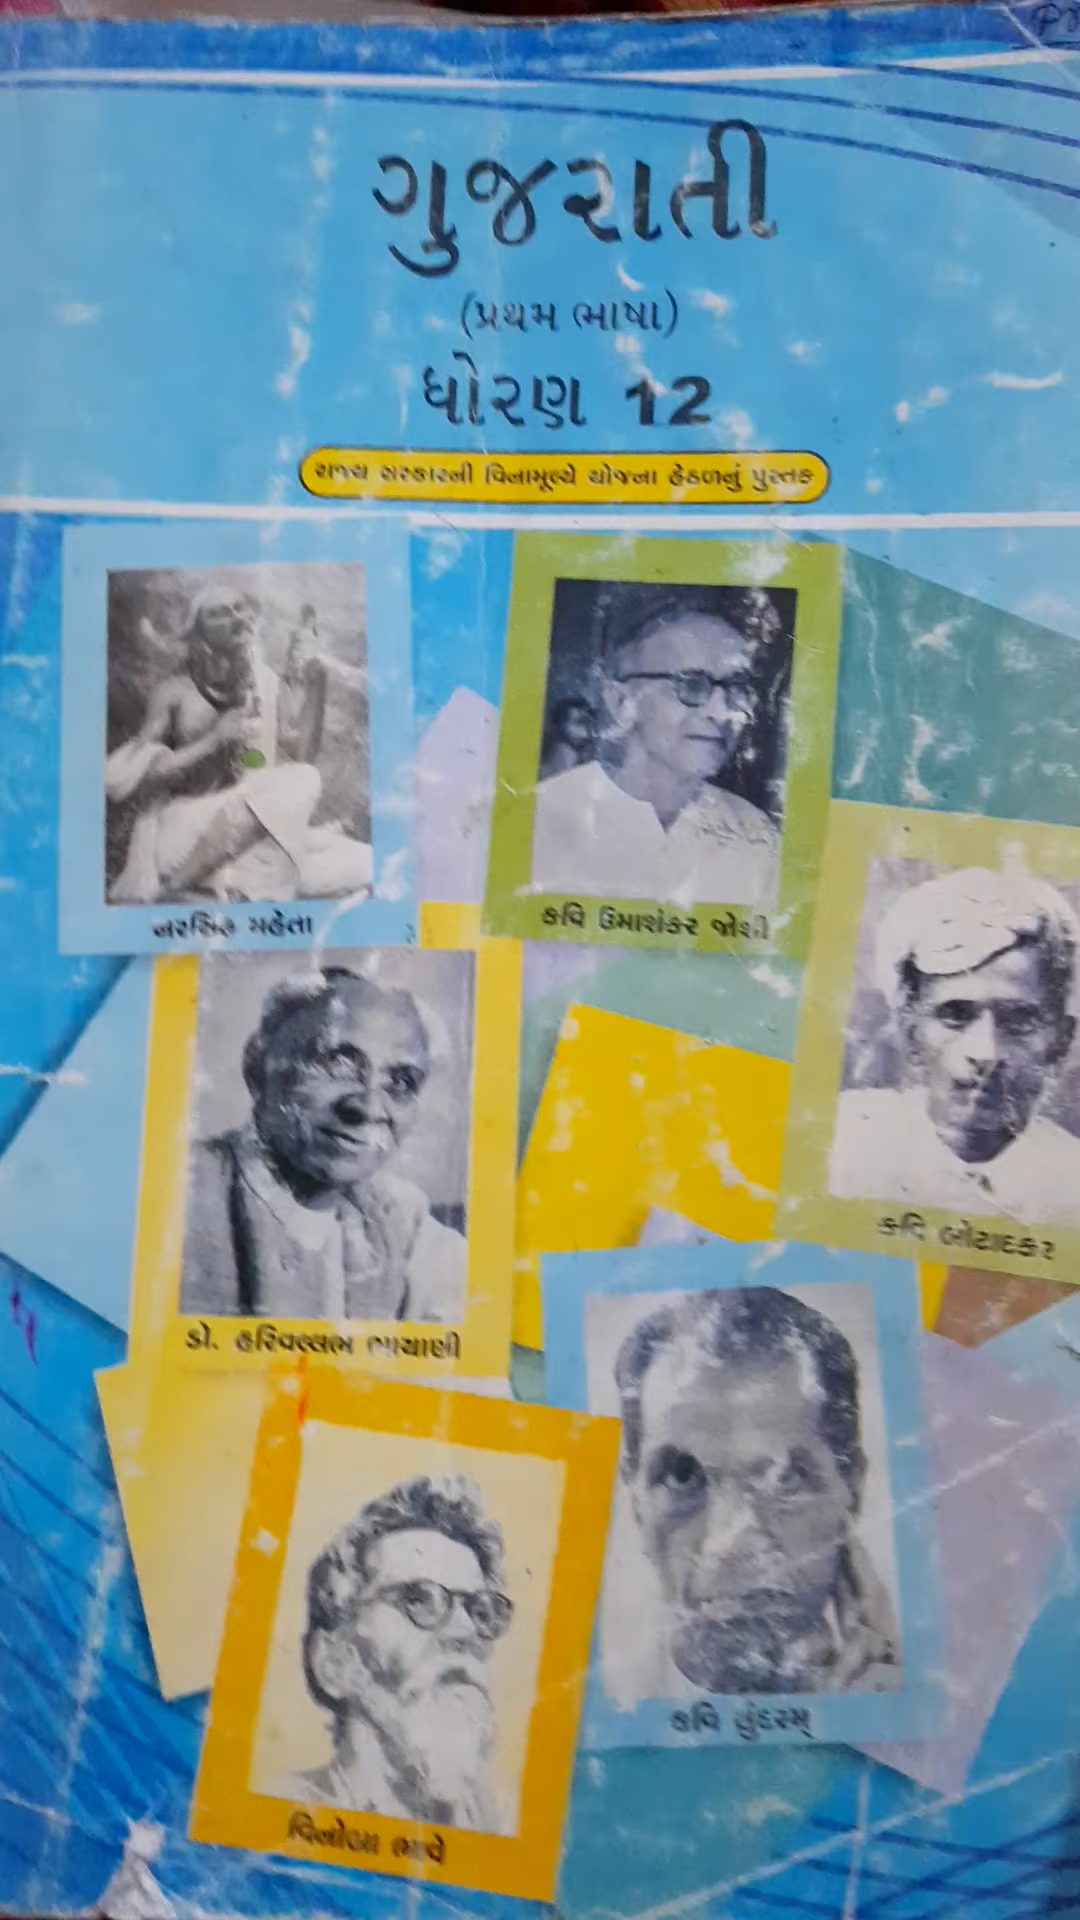 ગુજરાતી
(પ્રથમ ભાષા)
ધોરણ 12
રાજ્ય સરકારની વિનામૂલ્યે યોજના હેઠળનું પુસ્તક
નરસિંહ મહેતા
કવિ ઉમાશંકર જોશી
કવિ બોટાદકર
ડો. હરિવલ્લભ ભાયાણી
કવિ સુંદરમ્
વિનોબા ભાવે